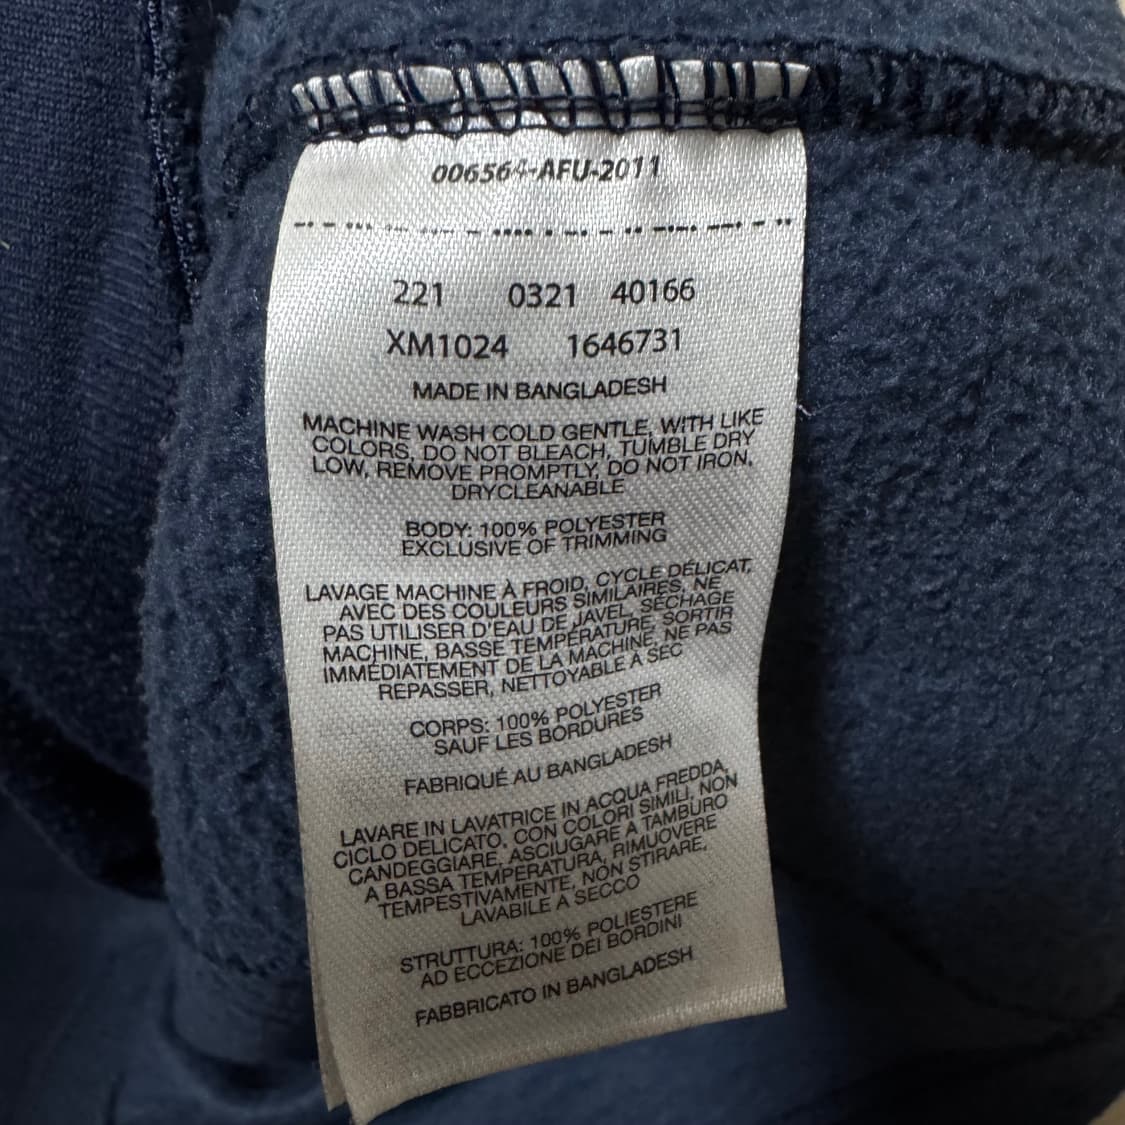 006564-AFU-2011
221 0321 40166
XM1024 1646731
MADE IN BANGLADESH
MACHINE WASH COLD GENTLE, WITH LIKE
COLORS, DO NOT BLEACH, TUMBLE DRY
LOW, REMOVE PROMPTLY, DO NOT IRON,
DRYCLEANABLE
BODY: 100% POLYESTER
EXCLUSIVE OF TRIMMING
LAVAGE MACHINE À FROID, CYCLE DÉLICAT,
AVEC DES COULEURS SIMILAIRES, NE
PAS UTILISER D'EAU DE JAVEL, SÉCHAGE
MACHINE, BASSE TEMPÉRATURE, SORTIR
IMMÉDIATEMENT DE LA MACHINE, NE PAS
REPASSER, NETTOYABLE À SEC
CORPS: 100% POLYESTER
SAUF LES BORDURES
FABRIQUÉ AU BANGLADESH
LAVARE IN LAVATRICE IN ACQUA FREDDA,
CICLO DELICATO, CON COLORI SIMILI, NON
CANDEGGIARE, ASCIUGARE A TAMBURO
A BASSA TEMPERATURA, RIMUOVERE
TEMPESTIVAMENTE, NON STIRARE,
LAVABILE A SECCO
STRUTTURA: 100% POLIESTERE
AD ECCEZIONE DEI BORDINI
FABBRICATO IN BANGLADESH